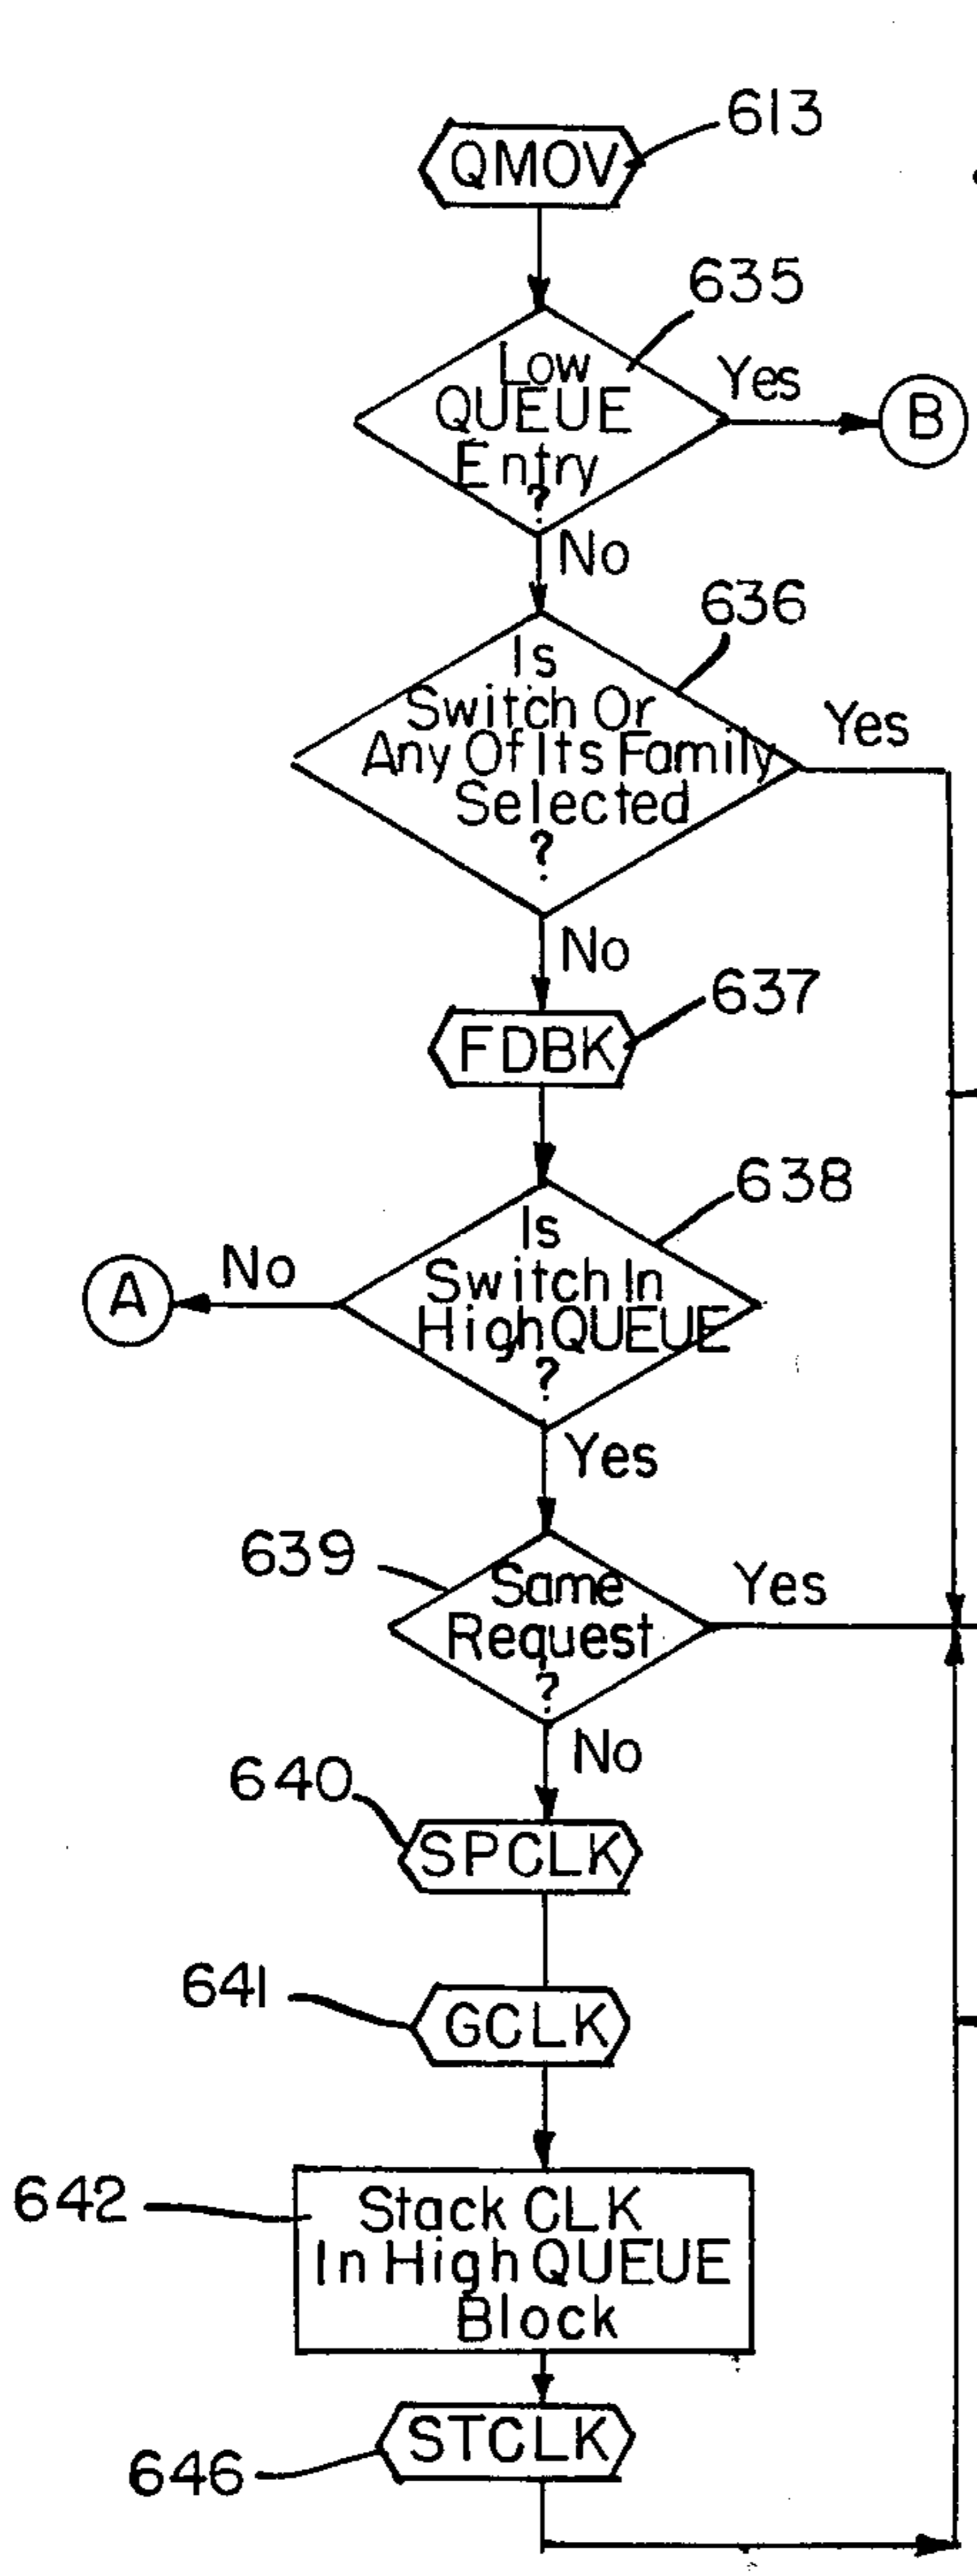 613
QMOV
635
Low
QUEUE
Entry
?
Yes
B
No
636
Is
Switch Or
Any Of Its Family
Selected
?
Yes
No
637
FDBK
638
Is
Switch In
High QUEUE
?
No
A
Yes
639
Same
Request
?
Yes
No
640
SPCLK
641
GCLK
642
Stack CLK
In High QUEUE
Block
STCLK
646